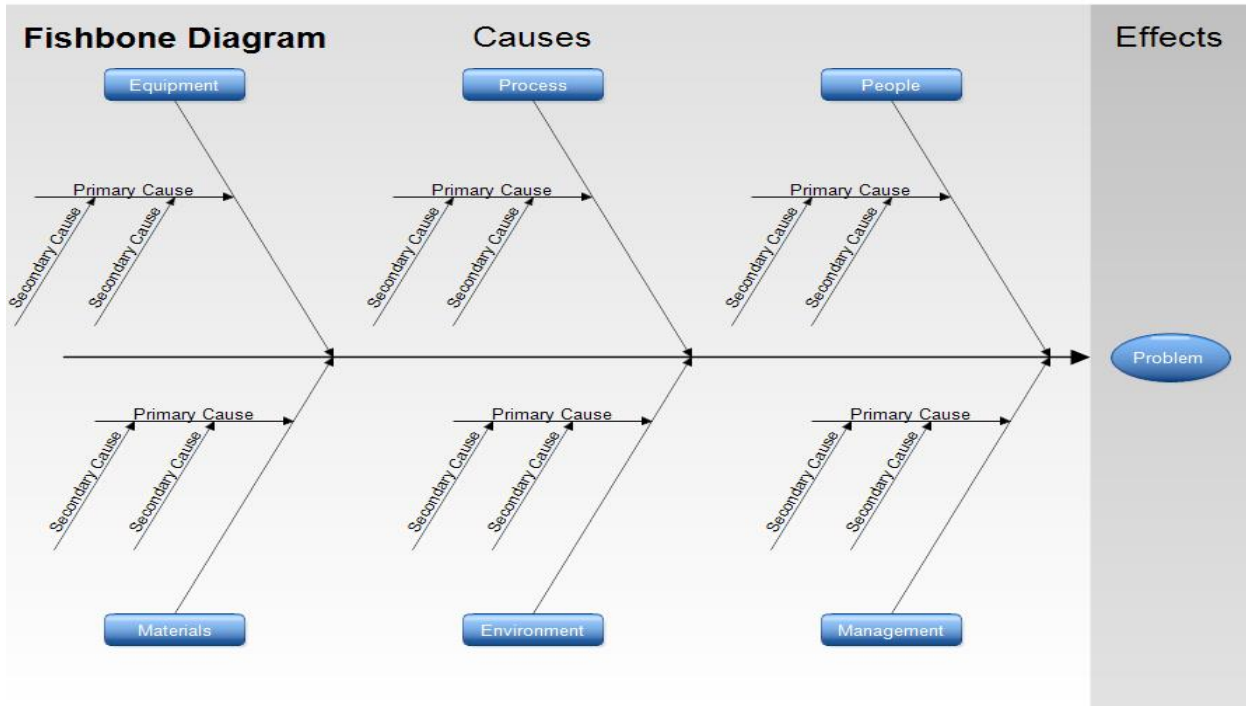 Fishbone Diagram
Causes
Effects
Equipment
Process
People
Primary Cause
Primary Cause
Primary Cause
Secondary Cause
Secondary Cause
Secondary Cause
Secondary Cause
Secondary Cause
Secondary Cause
Problem
Primary Cause
Primary Cause
Primary Cause
Secondary Cause
Secondary Cause
Secondary Cause
Secondary Cause
Secondary Cause
Secondary Cause
Materials
Environment
Management